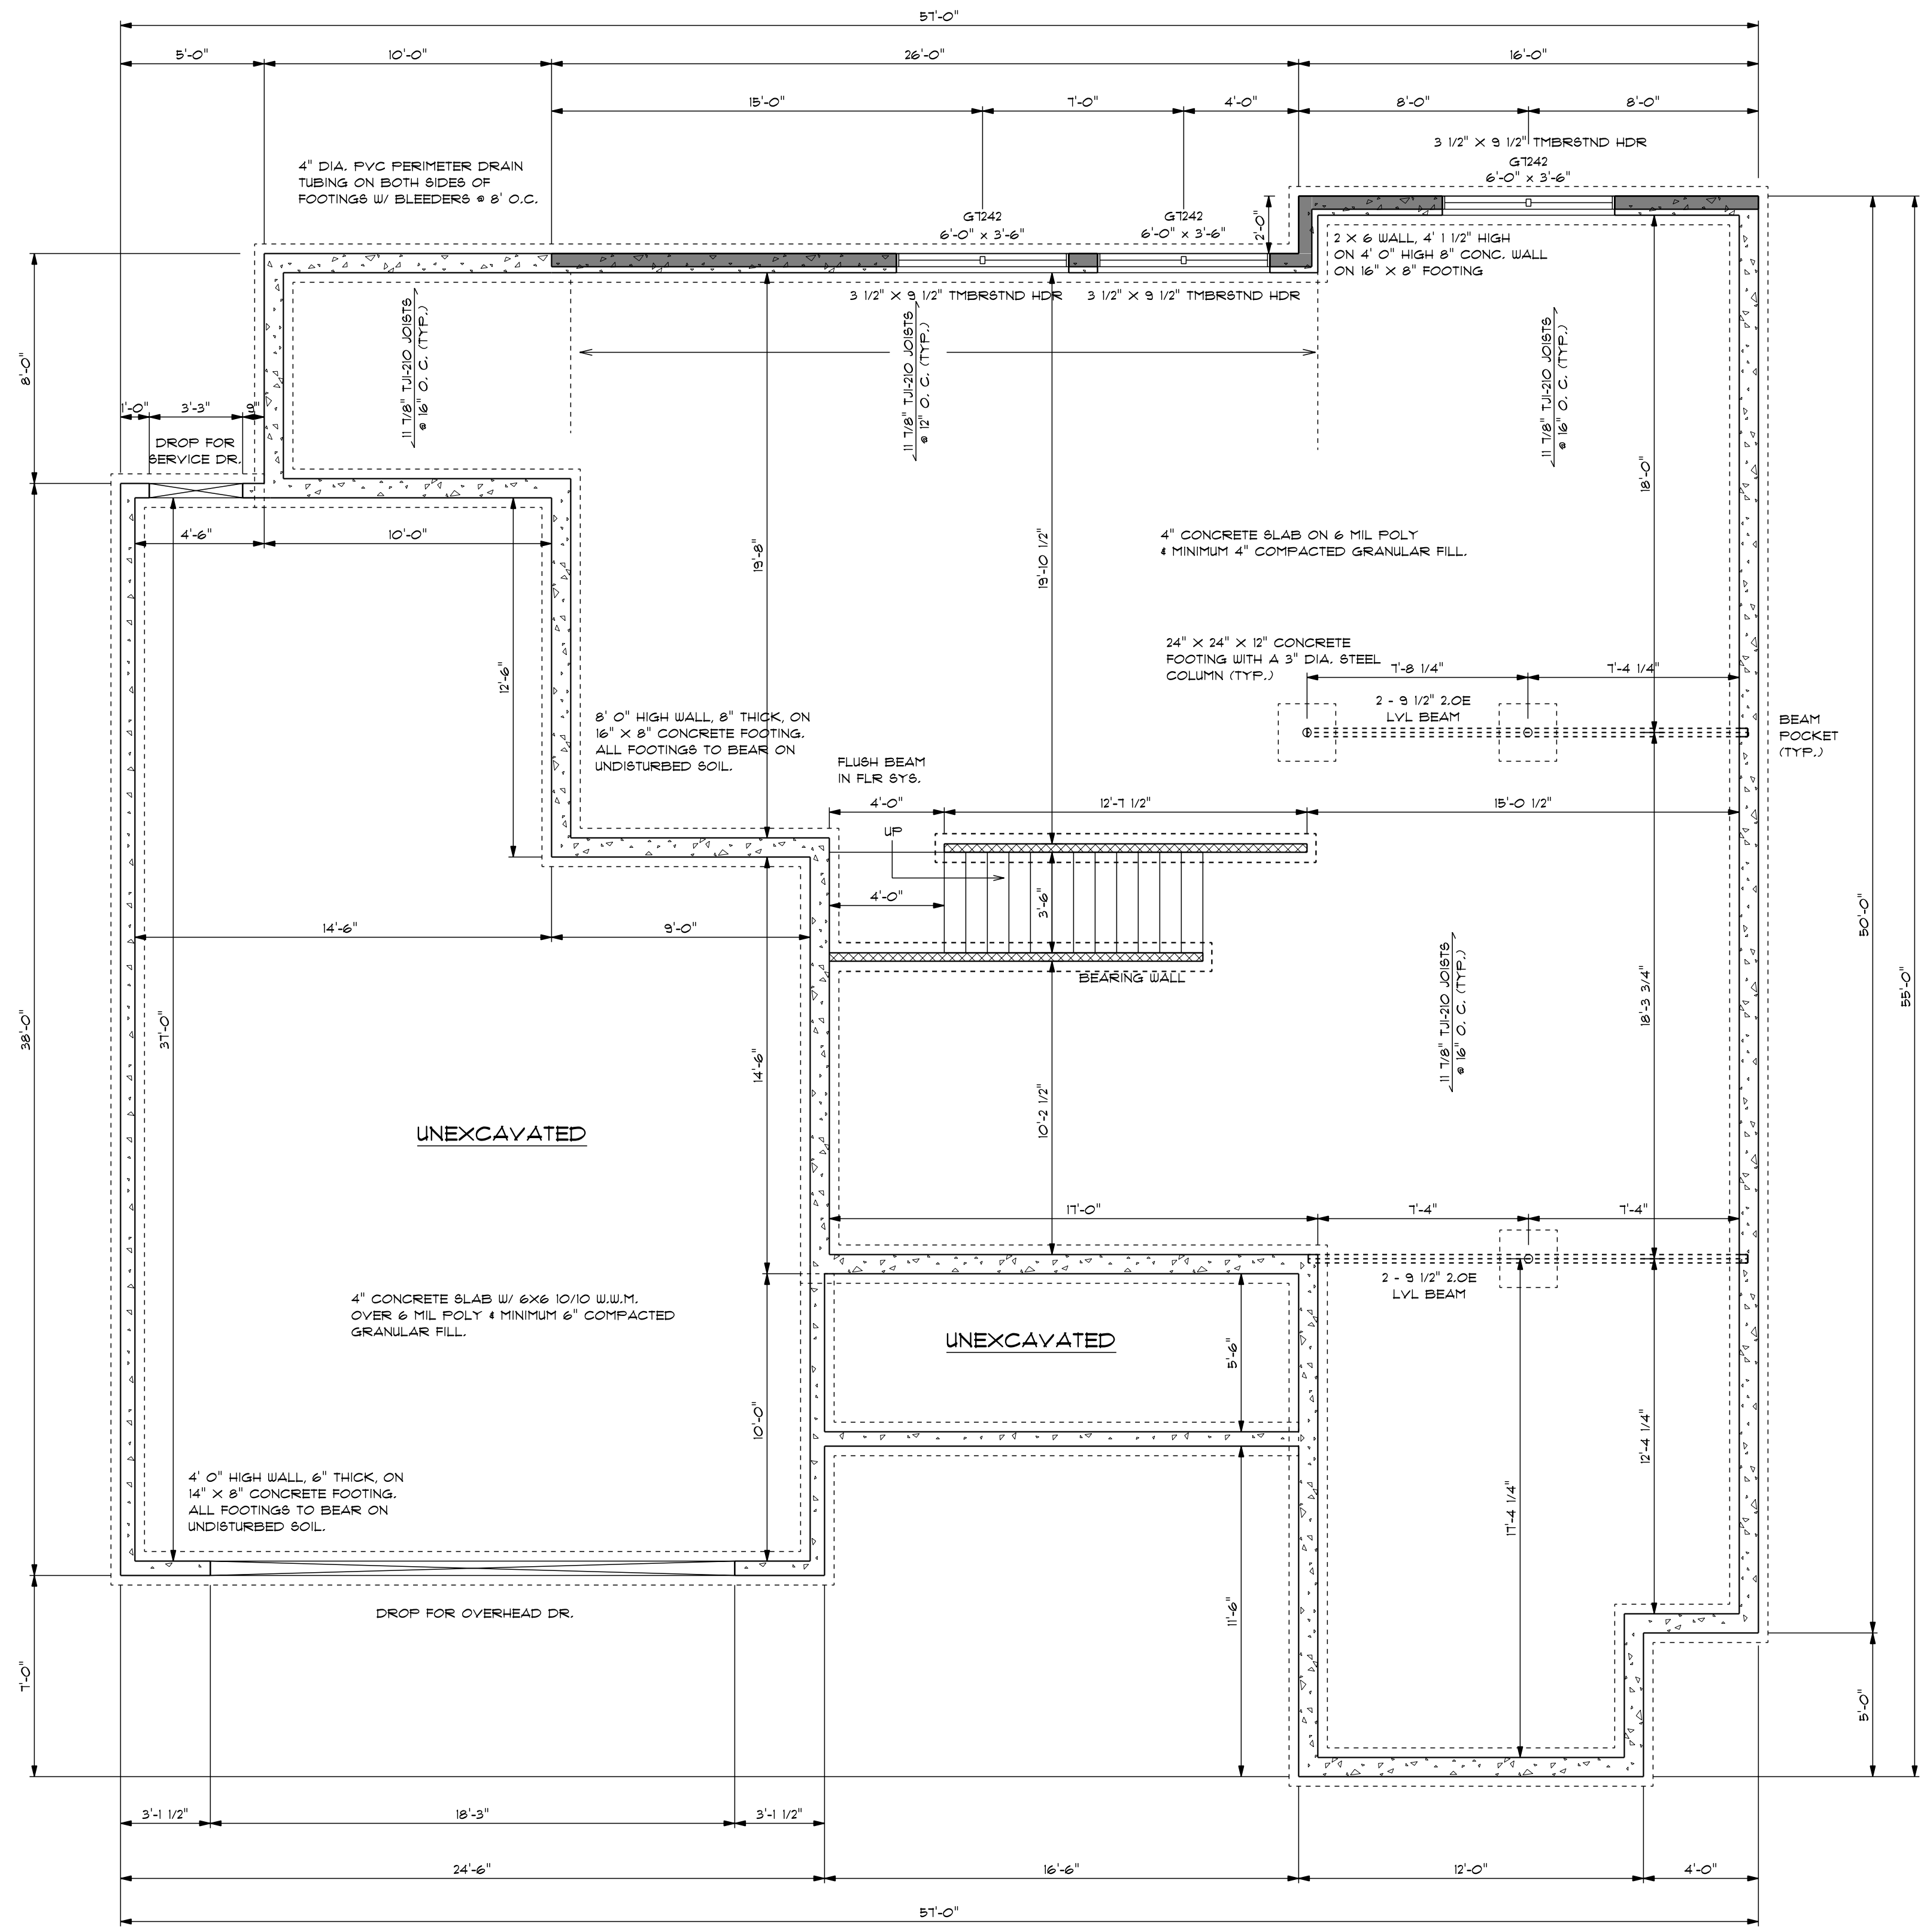 57'-0"
5'-0"
10'-0"
26'-0"
16'-0"
15'-0"
7'-0"
4'-0"
8'-0"
8'-0"
3 1/2" X 9 1/2" TMBRSTND HDR
G7242
6'-0" x 3'-6"
4" DIA. PVC PERIMETER DRAIN
TUBING ON BOTH SIDES OF
FOOTINGS W/ BLEEDERS @ 8' O.C.
G7242
6'-0" x 3'-6"
G7242
6'-0" x 3'-6"
2'-0"
2 X 6 WALL, 4' 1 1/2" HIGH
ON 4' 0" HIGH 8" CONC. WALL
ON 16" X 8" FOOTING
3 1/2" X 9 1/2" TMBRSTND HDR
3 1/2" X 9 1/2" TMBRSTND HDR
11 7/8" TJI-210 JOISTS
@ 16" O. C. (TYP.)
11 7/8" TJI-210 JOISTS
@ 12" O. C. (TYP.)
11 7/8" TJI-210 JOISTS
@ 16" O. C. (TYP.)
8'-0"
1'-0"
3'-3"
9"
DROP FOR
SERVICE DR.
18'-0"
4'-6"
10'-0"
19'-8"
19'-10 1/2"
4" CONCRETE SLAB ON 6 MIL POLY
& MINIMUM 4" COMPACTED GRANULAR FILL.
12'-6"
24" X 24" X 12" CONCRETE
FOOTING WITH A 3" DIA. STEEL
COLUMN (TYP.)
7'-8 1/4"
7'-4 1/4"
2 - 9 1/2" 2.0E
LVL BEAM
BEAM
POCKET
(TYP.)
8' 0" HIGH WALL, 8" THICK, ON
16" X 8" CONCRETE FOOTING.
ALL FOOTINGS TO BEAR ON
UNDISTURBED SOIL.
FLUSH BEAM
IN FLR SYS.
4'-0"
12'-7 1/2"
15'-0 1/2"
UP
4'-0"
3'-6"
50'-0"
14'-6"
9'-0"
BEARING WALL
55'-0"
38'-0"
37'-0"
14'-6"
10'-2 1/2"
11 7/8" TJI-210 JOISTS
@ 16" O. C. (TYP.)
18'-3 3/4"
UNEXCAVATED
17'-0"
7'-4"
7'-4"
2 - 9 1/2" 2.0E
LVL BEAM
4" CONCRETE SLAB W/ 6X6 10/10 W.W.M.
OVER 6 MIL POLY & MINIMUM 6" COMPACTED
GRANULAR FILL.
UNEXCAVATED
5'-6"
10'-0"
12'-4 1/4"
17'-4 1/4"
4' 0" HIGH WALL, 6" THICK, ON
14" X 8" CONCRETE FOOTING.
ALL FOOTINGS TO BEAR ON
UNDISTURBED SOIL.
DROP FOR OVERHEAD DR.
11'-6"
7'-0"
5'-0"
3'-1 1/2"
18'-3"
3'-1 1/2"
24'-6"
16'-6"
12'-0"
4'-0"
57'-0"